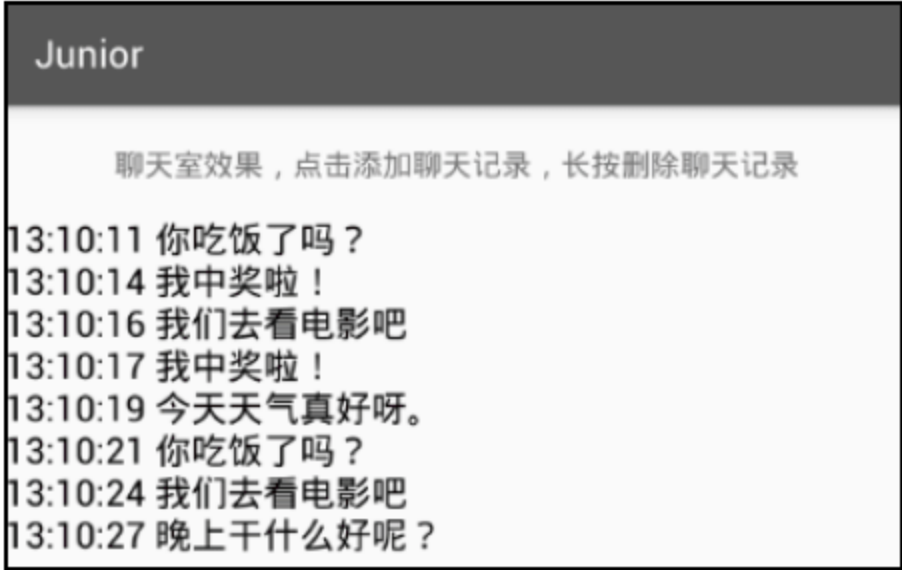 Junior
聊天室效果，点击添加聊天记录，长按删除聊天记录
13:10:11 你吃饭了吗？
13:10:14 我中奖啦！
13:10:16 我们去看电影吧
13:10:17 我中奖啦！
13:10:19 今天天气真好呀。
13:10:21 你吃饭了吗？
13:10:24 我们去看电影吧
13:10:27 晚上干什么好呢？